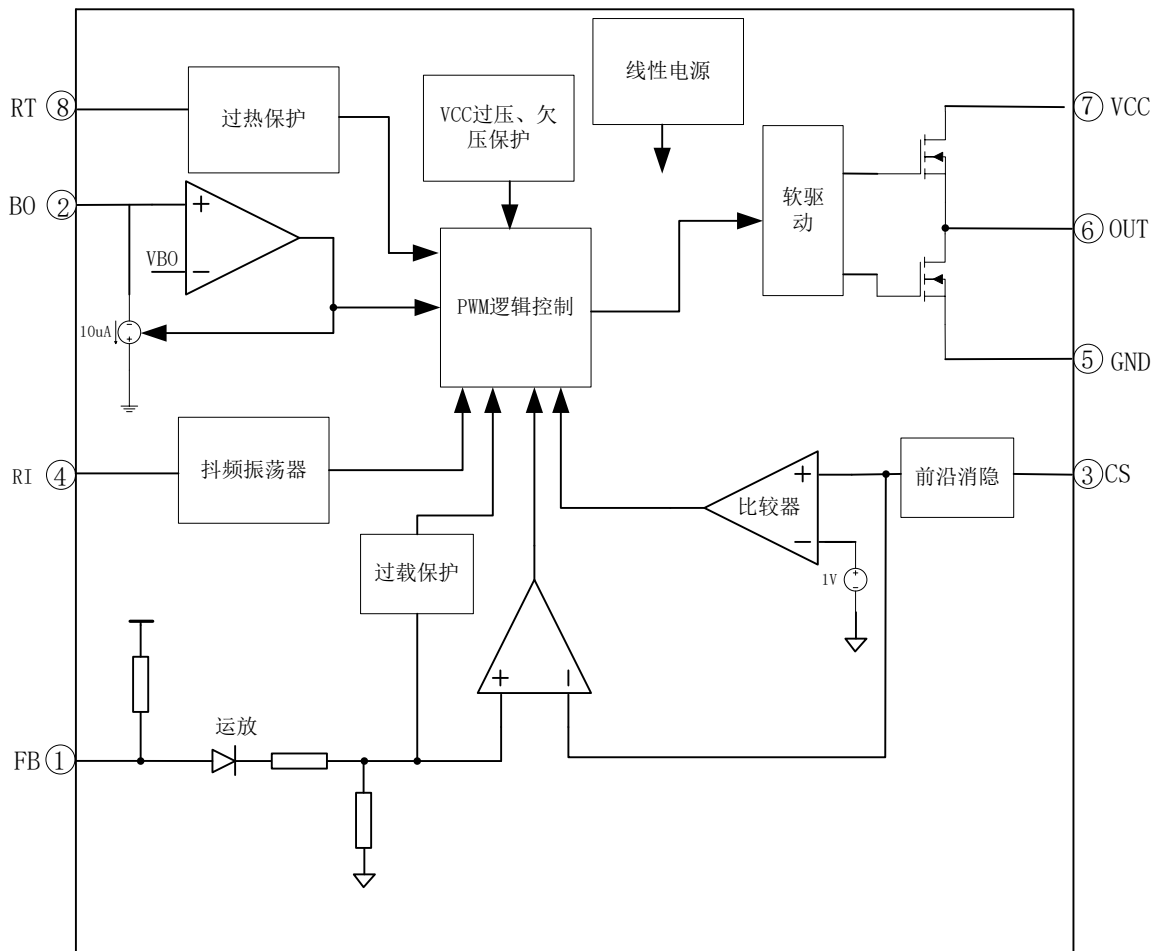 线性电源
RT ⑧
过热保护
VCC过压、欠
压保护
⑦ VCC
BO ②
+
VBO
−
软驱
动
⑥ OUT
10uA
PWM逻辑控制
⑤ GND
RI ④
抖频振荡器
+
比较器
−
前沿消隐
③CS
1V
过载保护
+
−
运放
FB ①